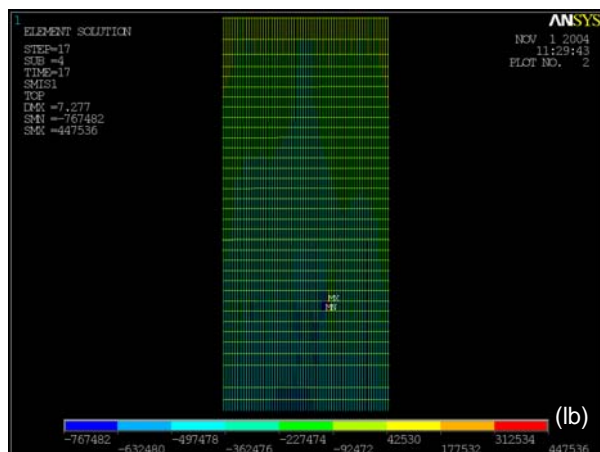 1
ANSYS
ELEMENT SOLUTION
STEP=17
SUB =4
TIME=17
SMIS1
TOP
DMX =7.277
SMN =-767482
SMX =447536
NOV 1 2004
11:29:43
PLOT NO. 2
MX
MN
(lb)
-767482 -497478 -227474 42530 312534
-632480 -362476 -92472 177532 447536